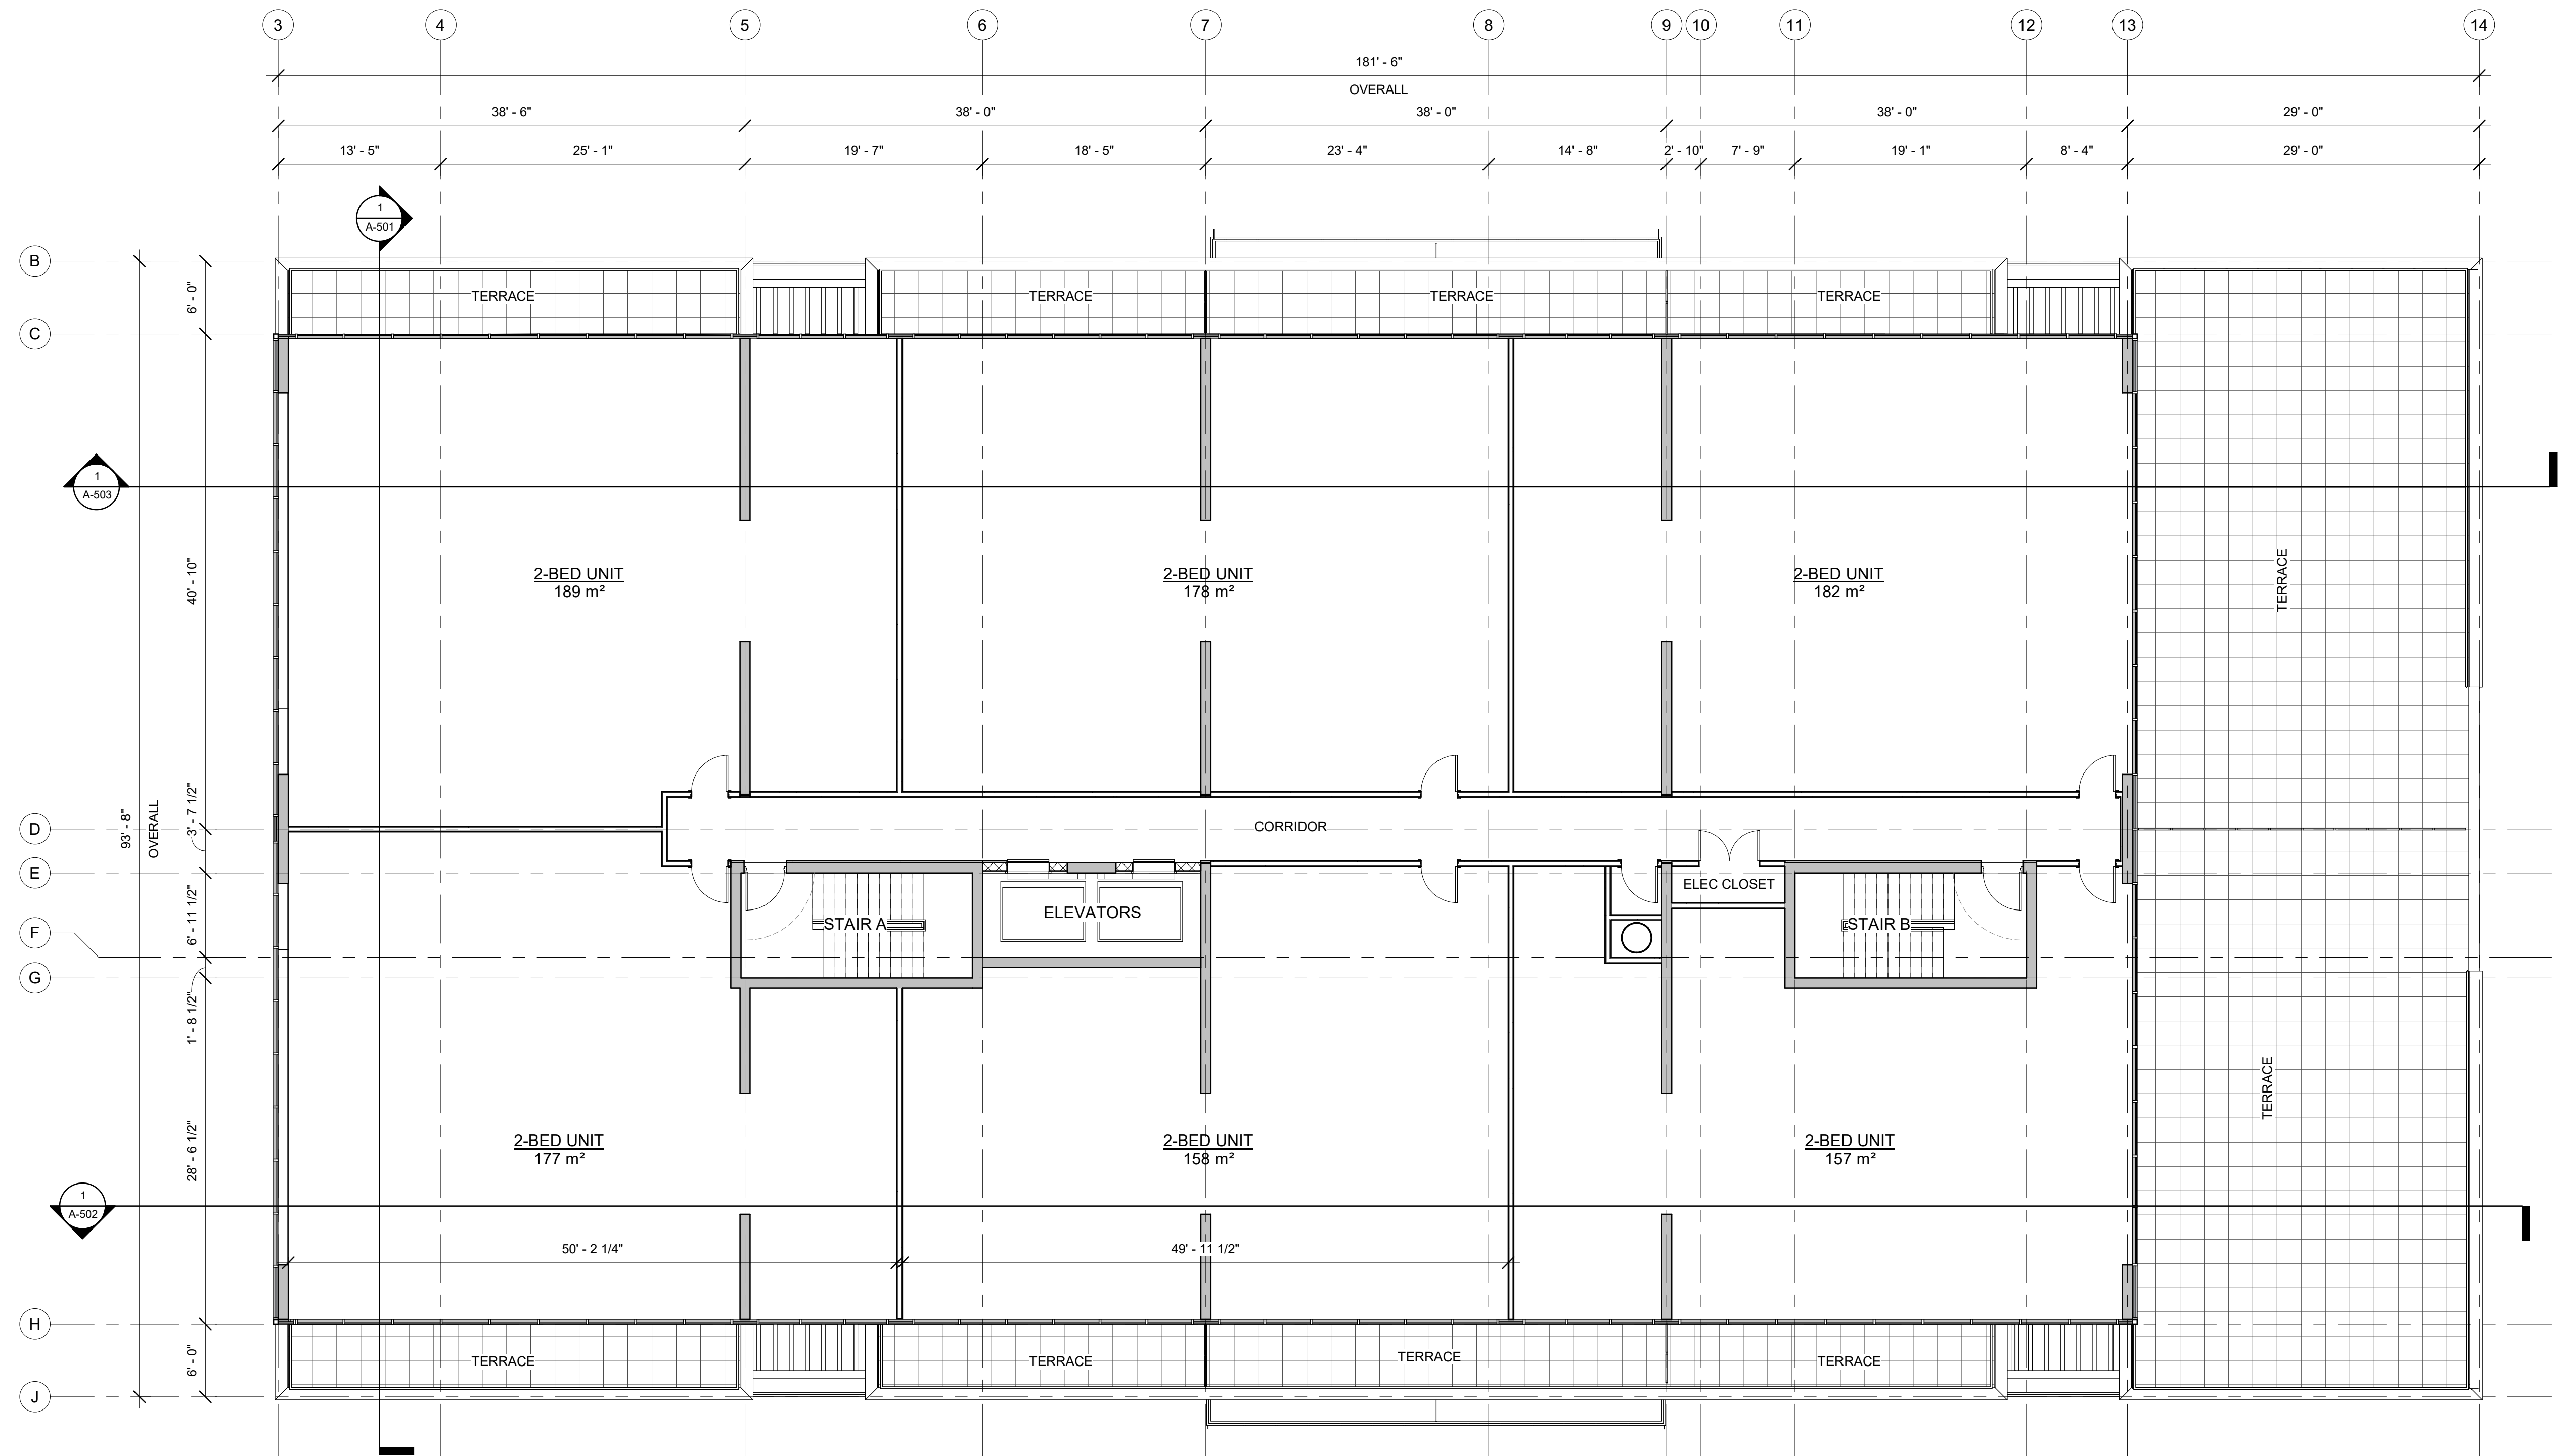 3 4 5 6 7 8 9 10 11 12 13 14
181' - 6"
OVERALL
38' - 6" 38' - 0" 38' - 0" 38' - 0" 29' - 0"
13' - 5" 25' - 1" 19' - 7" 18' - 5" 23' - 4" 14' - 8" 2' - 10" 7' - 9" 19' - 1" 8' - 4" 29' - 0"
1
A-501
B
6' - 0"
TERRACE TERRACE TERRACE TERRACE
C
1
A-503
40' - 10"
2-BED UNIT
189 m²
2-BED UNIT
178 m²
2-BED UNIT
182 m²
TERRACE
93' - 8"
OVERALL
3' - 7 1/2"
D
CORRIDOR
E
ELEC CLOSET
6' - 11 1/2"
F
STAIR A
ELEVATORS
STAIR B
G
1' - 8 1/2"
TERRACE
28' - 6 1/2"
2-BED UNIT
177 m²
2-BED UNIT
158 m²
2-BED UNIT
157 m²
1
A-502
50' - 2 1/4" 49' - 11 1/2"
H
6' - 0"
TERRACE TERRACE TERRACE TERRACE
J